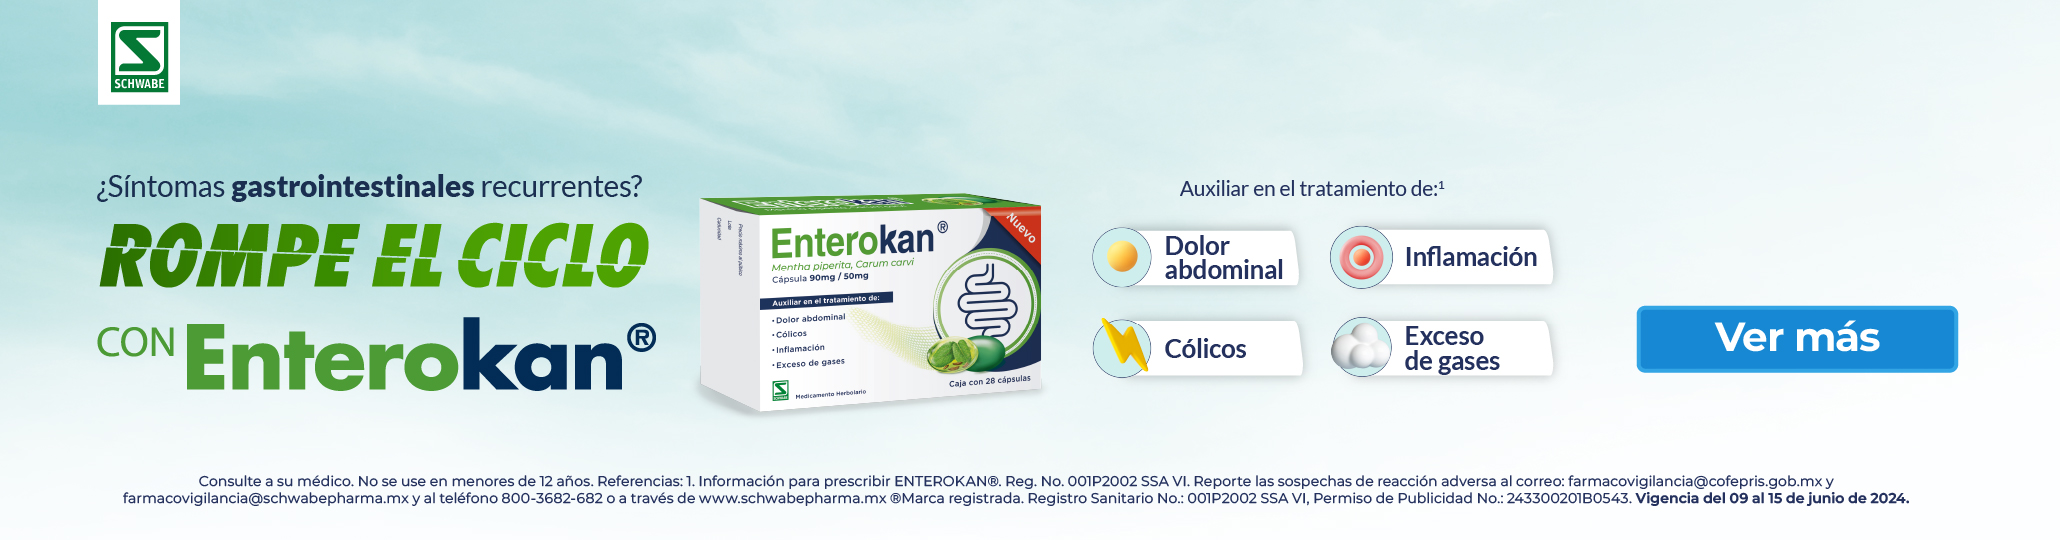 SCHWABE
¿Síntomas gastrointestinales recurrentes?
ROMPE EL CICLO
CON Enterokan®
Nuevo
Enterokan®
Mentha piperita, Carum carvi
Cápsula 90mg / 50mg
Auxiliar en el tratamiento de:
• Dolor abdominal
• Cólicos
• Inflamación
• Exceso de gases
Caja con 28 cápsulas
SCHWABE
Medicamento Herbolario
Auxiliar en el tratamiento de:¹
Dolor
abdominal
Inflamación
Cólicos
Exceso
de gases
Ver más
Consulte a su médico. No se use en menores de 12 años. Referencias: 1. Información para prescribir ENTEROKAN®. Reg. No. 001P2002 SSA VI. Reporte las sospechas de reacción adversa al correo: farmacovigilancia@cofepris.gob.mx y
farmacovigilancia@schwabepharma.mx y al teléfono 800-3682-682 o a través de www.schwabepharma.mx ®Marca registrada. Registro Sanitario No.: 001P2002 SSA VI, Permiso de Publicidad No.: 243300201B0543. Vigencia del 09 al 15 de junio de 2024.